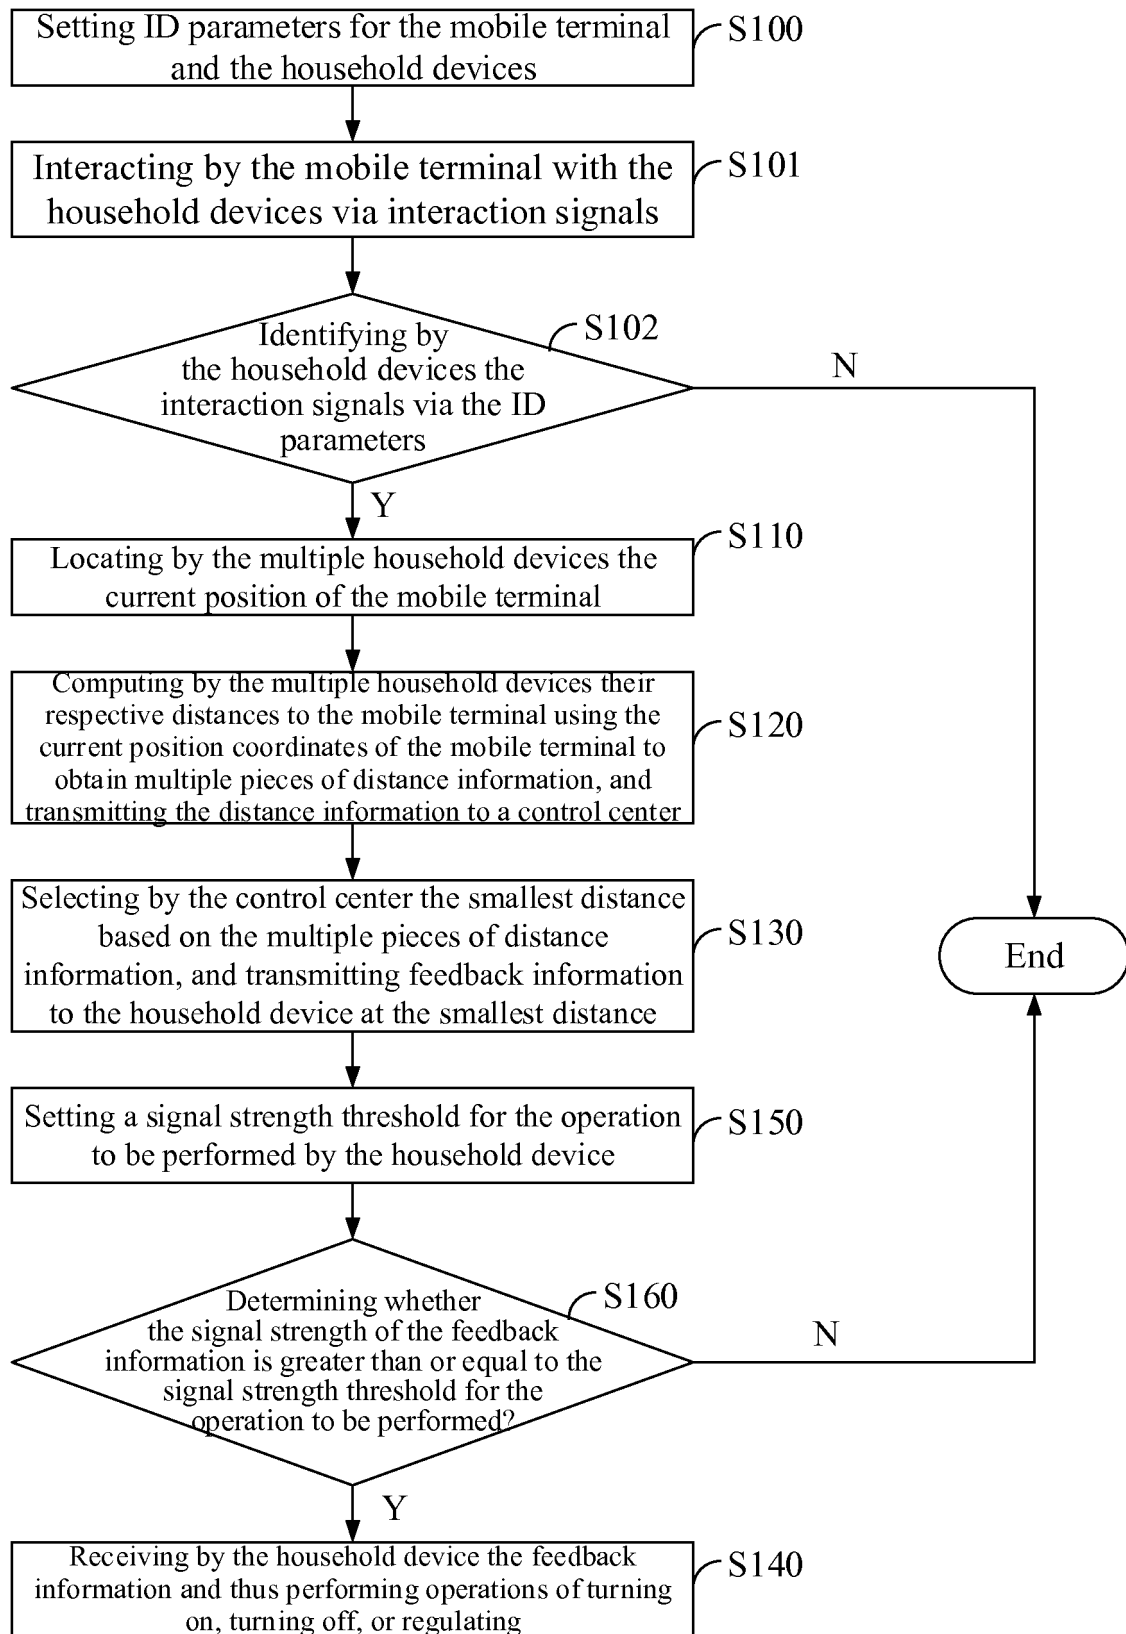 Setting ID parameters for the mobile terminal
and the household devices
S100
Interacting by the mobile terminal with the
household devices via interaction signals
S101
Identifying by
the household devices the
interaction signals via the ID
parameters
S102
N
Y
Locating by the multiple household devices the
current position of the mobile terminal
S110
Computing by the multiple household devices their
respective distances to the mobile terminal using the
current position coordinates of the mobile terminal to
obtain multiple pieces of distance information, and
transmitting the distance information to a control center
S120
Selecting by the control center the smallest distance
based on the multiple pieces of distance
information, and transmitting feedback information
to the household device at the smallest distance
S130
End
Setting a signal strength threshold for the operation
to be performed by the household device
S150
Determining whether
the signal strength of the feedback
information is greater than or equal to the
signal strength threshold for the
operation to be performed?
S160
N
Y
Receiving by the household device the feedback
information and thus performing operations of turning
on, turning off, or regulating
S140